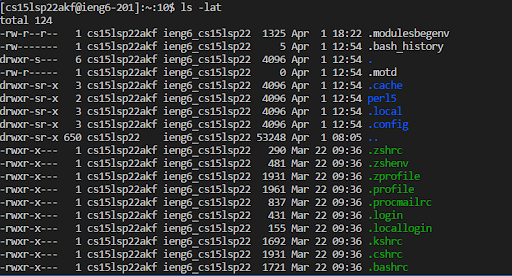 [cs15lsp22akf@ieng6-201]:~:10$ ls -lat
total 124
-rw-r--r--   1 cs15lsp22akf ieng6_cs15lsp22  1325 Apr  1 18:22 .modulesbegenv
-rw-------   1 cs15lsp22akf ieng6_cs15lsp22     5 Apr  1 12:54 .bash_history
drwxr-s---   6 cs15lsp22akf ieng6_cs15lsp22  4096 Apr  1 12:54 .
-rw-r-----   1 cs15lsp22akf ieng6_cs15lsp22     0 Apr  1 12:54 .motd
drwxr-sr-x   3 cs15lsp22akf ieng6_cs15lsp22  4096 Apr  1 12:54 .cache
drwxr-sr-x   2 cs15lsp22akf ieng6_cs15lsp22  4096 Apr  1 12:54 perl5
drwxr-sr-x   3 cs15lsp22akf ieng6_cs15lsp22  4096 Apr  1 12:54 .local
drwxr-sr-x   3 cs15lsp22akf ieng6_cs15lsp22  4096 Apr  1 12:54 .config
drwxr-sr-x 650 cs15lsp22    ieng6_cs15lsp22 53248 Apr  1 08:05 ..
-rwxr-x---   1 cs15lsp22akf ieng6_cs15lsp22   290 Mar 22 09:36 .zshrc
-rwxr-x---   1 cs15lsp22akf ieng6_cs15lsp22   481 Mar 22 09:36 .zshenv
-rwxr-x---   1 cs15lsp22akf ieng6_cs15lsp22  1931 Mar 22 09:36 .zprofile
-rwxr-x---   1 cs15lsp22akf ieng6_cs15lsp22  1961 Mar 22 09:36 .profile
-rwxr-x---   1 cs15lsp22akf ieng6_cs15lsp22   837 Mar 22 09:36 .procmailrc
-rwxr-x---   1 cs15lsp22akf ieng6_cs15lsp22   431 Mar 22 09:36 .login
-rwxr-x---   1 cs15lsp22akf ieng6_cs15lsp22   155 Mar 22 09:36 .locallogin
-rwxr-x---   1 cs15lsp22akf ieng6_cs15lsp22  1692 Mar 22 09:36 .kshrc
-rwxr-x---   1 cs15lsp22akf ieng6_cs15lsp22  1931 Mar 22 09:36 .cshrc
-rwxr-x---   1 cs15lsp22akf ieng6_cs15lsp22  1721 Mar 22 09:36 .bashrc